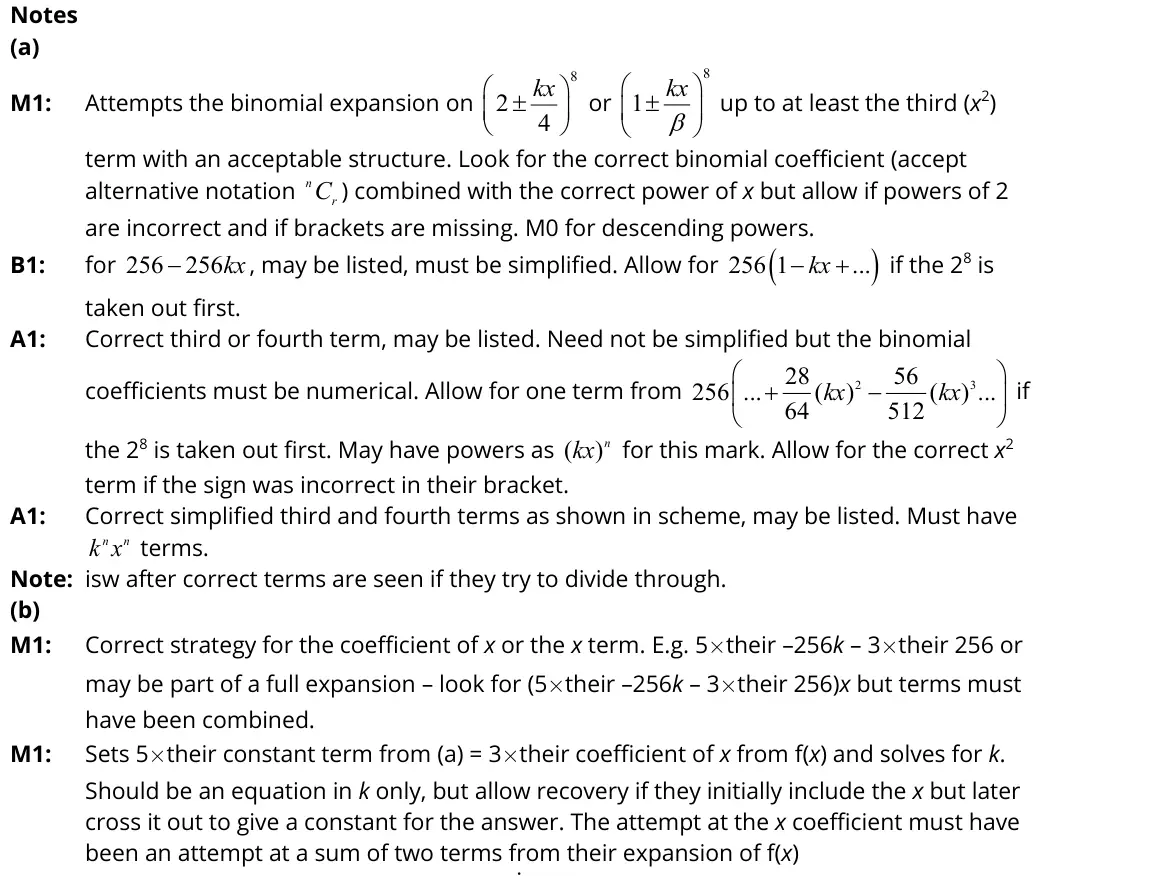 Notes
(a)
M1: Attempts the binomial expansion on (2 ± kx/4)⁸ or (1 ± kx/β)⁸ up to at least the third (x²)
term with an acceptable structure. Look for the correct binomial coefficient (accept
alternative notation ⁿCᵣ) combined with the correct power of x but allow if powers of 2
are incorrect and if brackets are missing. M0 for descending powers.
B1: for 256 – 256kx, may be listed, must be simplified. Allow for 256(1 – kx + ...) if the 2⁸ is
taken out first.
A1: Correct third or fourth term, may be listed. Need not be simplified but the binomial
coefficients must be numerical. Allow for one term from 256(... + 28/64 (kx)² – 56/512 (kx)³...) if
the 2⁸ is taken out first. May have powers as (kx)ⁿ for this mark. Allow for the correct x²
term if the sign was incorrect in their bracket.
A1: Correct simplified third and fourth terms as shown in scheme, may be listed. Must have
kⁿxⁿ terms.
Note: isw after correct terms are seen if they try to divide through.
(b)
M1: Correct strategy for the coefficient of x or the x term. E.g. 5×their –256k – 3×their 256 or
may be part of a full expansion – look for (5×their –256k – 3×their 256)x but terms must
have been combined.
M1: Sets 5×their constant term from (a) = 3×their coefficient of x from f(x) and solves for k.
Should be an equation in k only, but allow recovery if they initially include the x but later
cross it out to give a constant for the answer. The attempt at the x coefficient must have
been an attempt at a sum of two terms from their expansion of f(x)